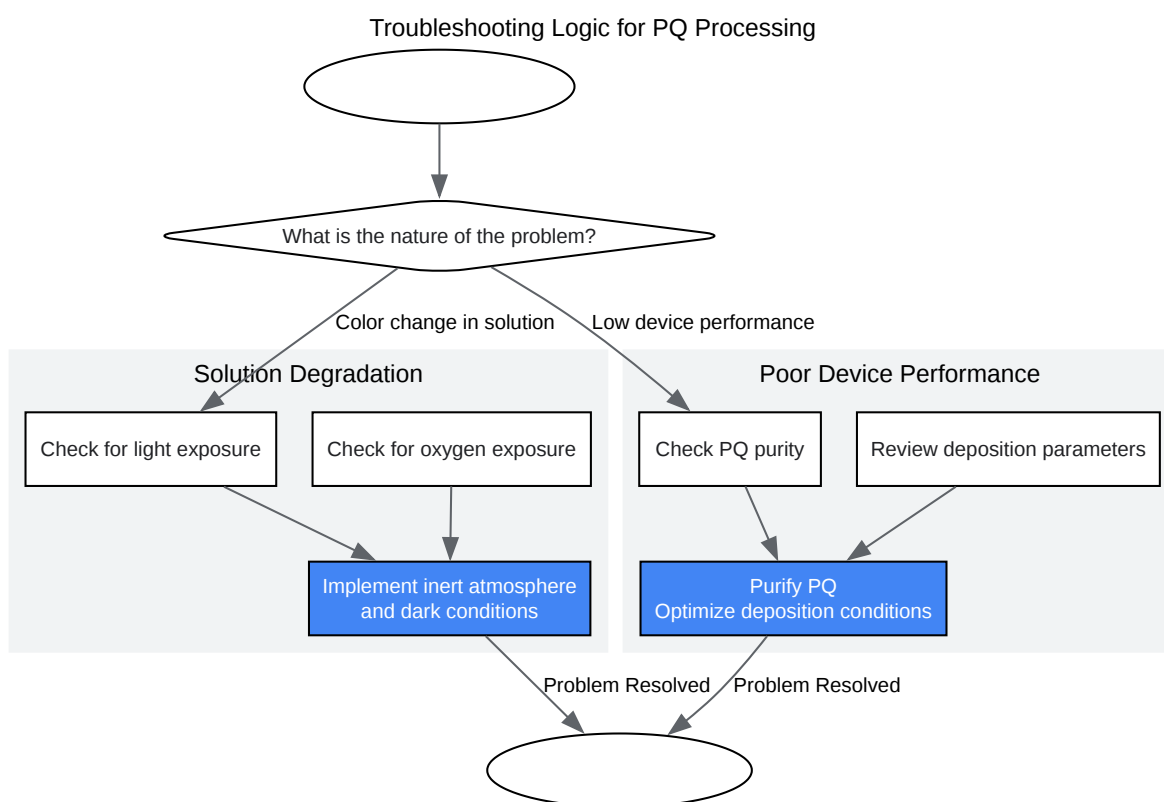 Troubleshooting Logic for PQ Processing
What is the nature of the problem?
Color change in solution
Low device performance
Solution Degradation
Poor Device Performance
Check for light exposure
Check for oxygen exposure
Check PQ purity
Review deposition parameters
Implement inert atmosphere
and dark conditions
Purify PQ
Optimize deposition conditions
Problem Resolved
Problem Resolved